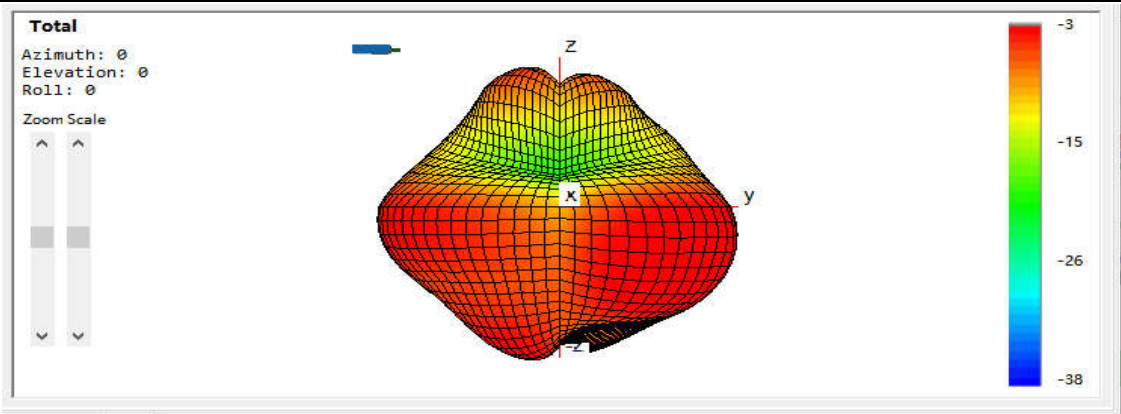 Total
Azimuth: 0
Elevation: 0
Roll: 0
Zoom Scale
Z
x
y
-Z
-3
-15
-26
-38